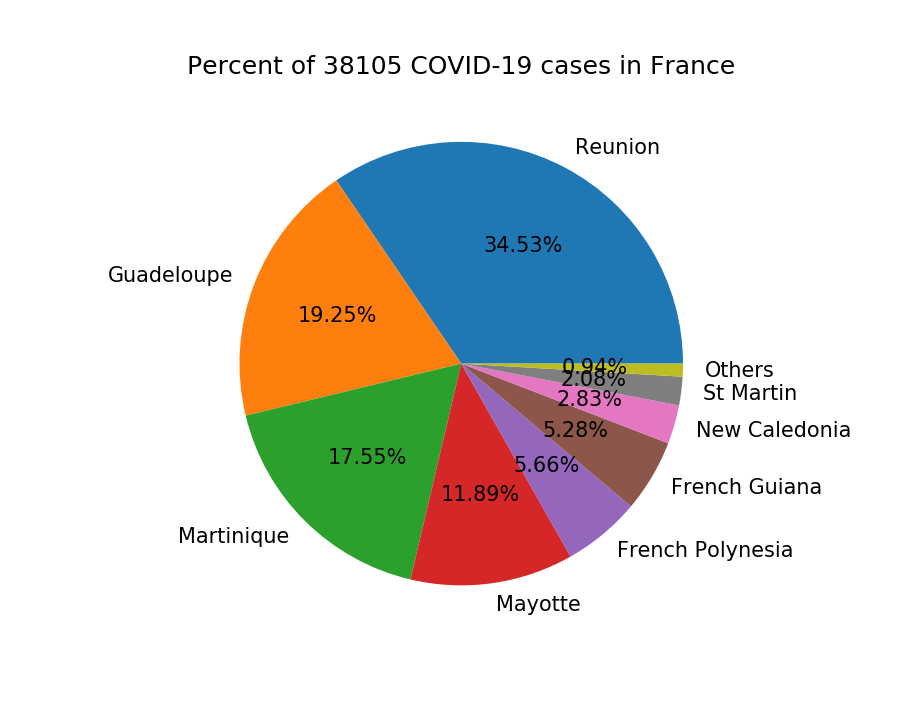 Percent of 38105 COVID-19 cases in France
Reunion
34.53%
Guadeloupe
19.25%
Martinique
17.55%
Mayotte
11.89%
French Polynesia
5.66%
French Guiana
5.28%
New Caledonia
2.83%
St Martin
2.08%
Others
0.94%